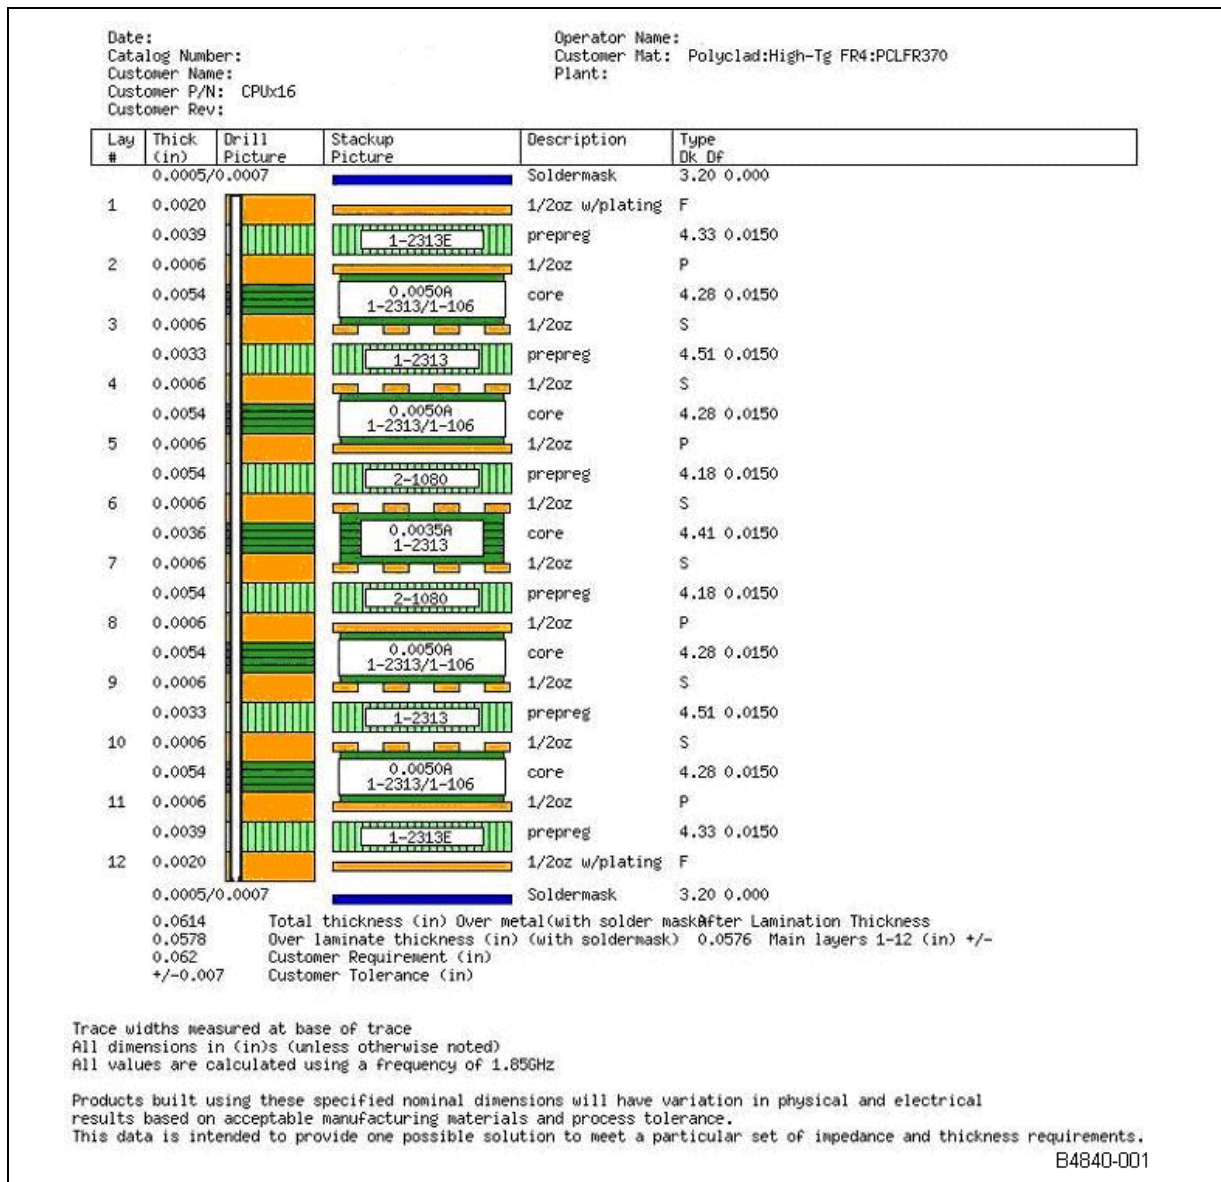 Date:
Catalog Number:
Customer Name:
Customer P/N: CPUx16
Customer Rev:
Operator Name:
Customer Mat: Polyclad:High-Tg FR4:PCLFR370
Plant:
Lay # Thick (in) Drill Picture Stackup Picture Description Type Dk Df
0.0005/0.0007 Soldermask 3.20 0.000
1 0.0020 1/2oz w/plating F
0.0039 1-2313E prepreg 4.33 0.0150
2 0.0006 1/2oz P
0.0054 0.0050A 1-2313/1-106 core 4.28 0.0150
3 0.0006 1/2oz S
0.0033 1-2313 prepreg 4.51 0.0150
4 0.0006 1/2oz S
0.0054 0.0050A 1-2313/1-106 core 4.28 0.0150
5 0.0006 1/2oz P
0.0054 2-1080 prepreg 4.18 0.0150
6 0.0006 1/2oz S
0.0036 0.0035A 1-2313 core 4.41 0.0150
7 0.0006 1/2oz S
0.0054 2-1080 prepreg 4.18 0.0150
8 0.0006 1/2oz P
0.0054 0.0050A 1-2313/1-106 core 4.28 0.0150
9 0.0006 1/2oz S
0.0033 1-2313 prepreg 4.51 0.0150
10 0.0006 1/2oz S
0.0054 0.0050A 1-2313/1-106 core 4.28 0.0150
11 0.0006 1/2oz P
0.0039 1-2313E prepreg 4.33 0.0150
12 0.0020 1/2oz w/plating F
0.0005/0.0007 Soldermask 3.20 0.000
0.0614 Total thickness (in) Over metal(with solder maskAfter Lamination Thickness
0.0578 Over laminate thickness (in) (with soldermask) 0.0576 Main layers 1-12 (in) +/-
0.062 Customer Requirement (in)
+/-0.007 Customer Tolerance (in)
Trace widths measured at base of trace
All dimensions in (in)s (unless otherwise noted)
All values are calculated using a frequency of 1.85GHz
Products built using these specified nominal dimensions will have variation in physical and electrical
results based on acceptable manufacturing materials and process tolerance.
This data is intended to provide one possible solution to meet a particular set of impedance and thickness requirements.
B4840-001